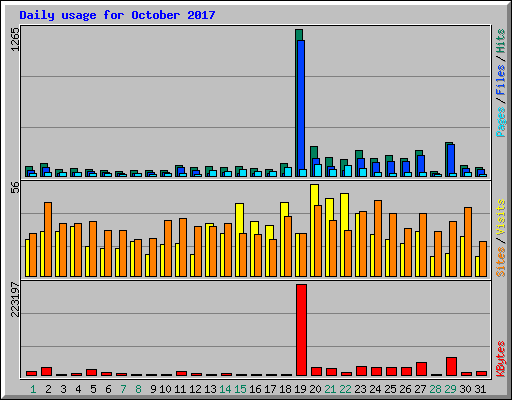 Daily usage for October 2017
1265
Pages / Files / Hits
56
Sites / Visits
223197
KBytes
1 2 3 4 5 6 7 8 9 10 11 12 13 14 15 16 17 18 19 20 21 22 23 24 25 26 27 28 29 30 31